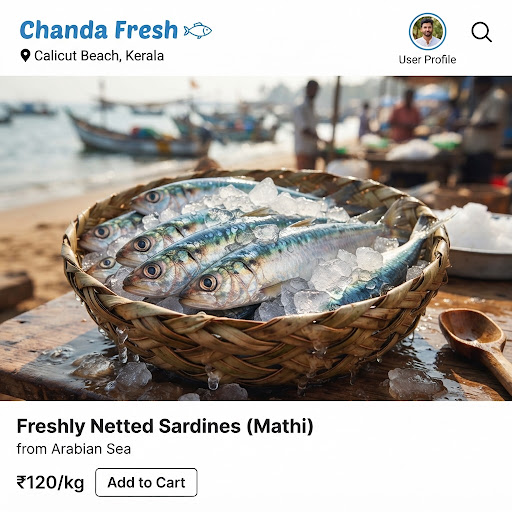 Chanda Fresh
Calicut Beach, Kerala
User Profile
Freshly Netted Sardines (Mathi)
from Arabian Sea
₹120/kg Add to Cart